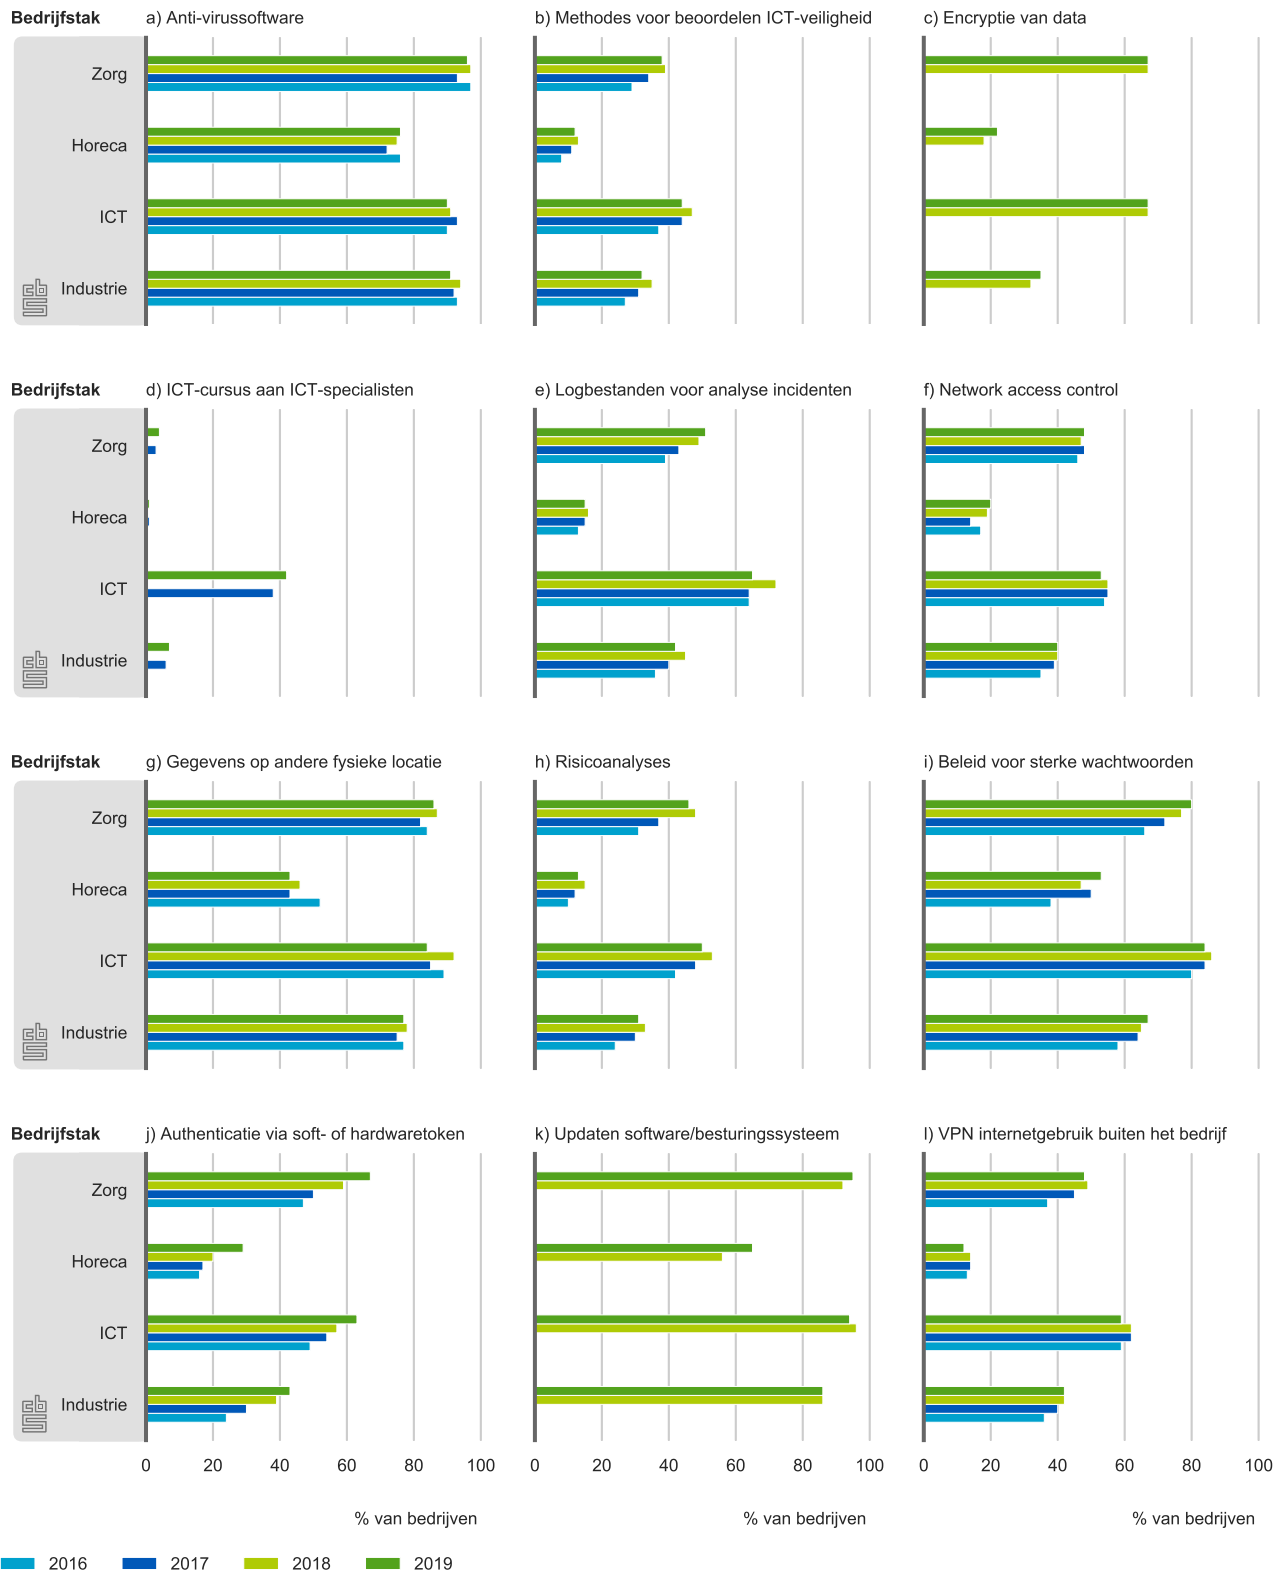 Bedrijfstak a) Anti-virussoftware b) Methodes voor beoordelen ICT-veiligheid c) Encryptie van data
Zorg
Horeca
ICT
Industrie
Bedrijfstak d) ICT-cursus aan ICT-specialisten e) Logbestanden voor analyse incidenten f) Network access control
Zorg
Horeca
ICT
Industrie
Bedrijfstak g) Gegevens op andere fysieke locatie h) Risicoanalyses i) Beleid voor sterke wachtwoorden
Zorg
Horeca
ICT
Industrie
Bedrijfstak j) Authenticatie via soft- of hardwaretoken k) Updaten software/besturingssysteem l) VPN internetgebruik buiten het bedrijf
Zorg
Horeca
ICT
Industrie
0 20 40 60 80 100 0 20 40 60 80 100 0 20 40 60 80 100
% van bedrijven % van bedrijven % van bedrijven
2016 2017 2018 2019